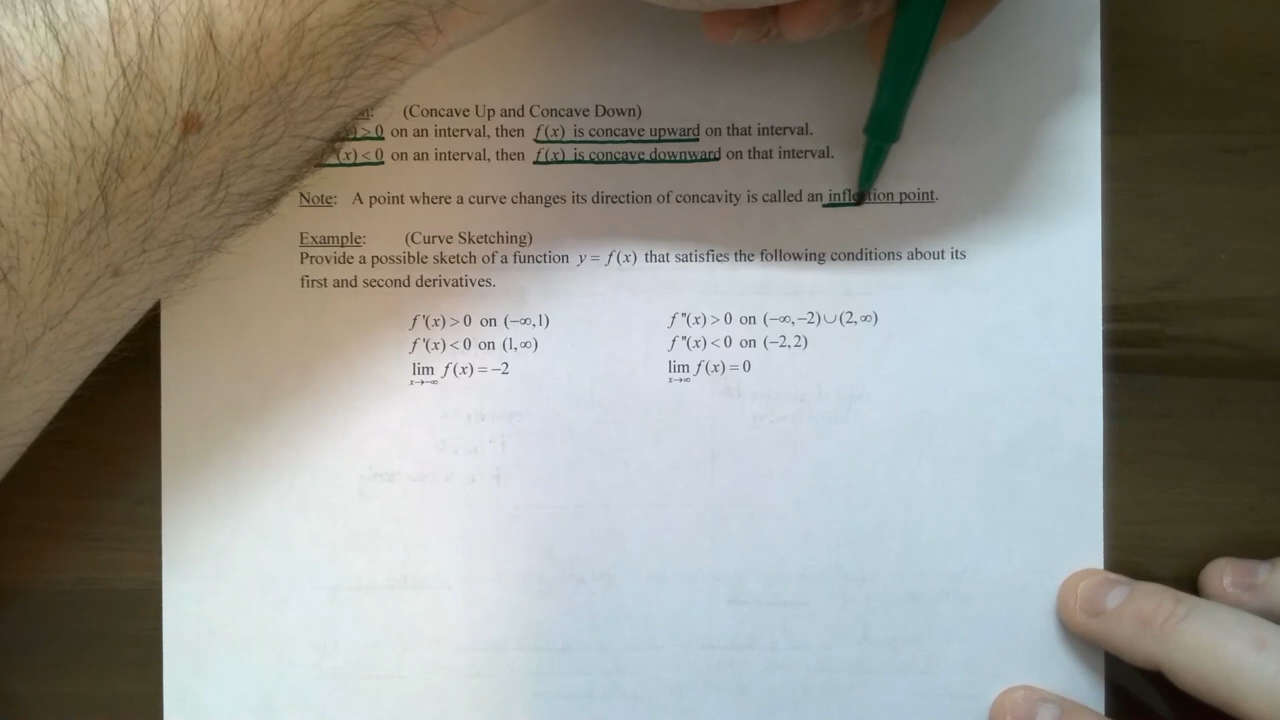 (Concave Up and Concave Down)
)>0 on an interval, then f(x) is concave upward on that interval.
(x)<0 on an interval, then f(x) is concave downward on that interval.
Note: A point where a curve changes its direction of concavity is called an inflection point.
Example: (Curve Sketching)
Provide a possible sketch of a function y = f(x) that satisfies the following conditions about its
first and second derivatives.
f'(x)>0 on (-∞,1) f"(x)>0 on (-∞,-2)∪(2,∞)
f'(x)<0 on (1,∞) f"(x)<0 on (-2,2)
lim f(x) = -2 lim f(x) = 0
x→-∞ x→∞